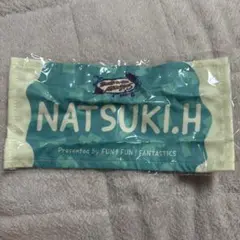 NATSUKI.H
Presented by FUN! FUN! FANTASTICS